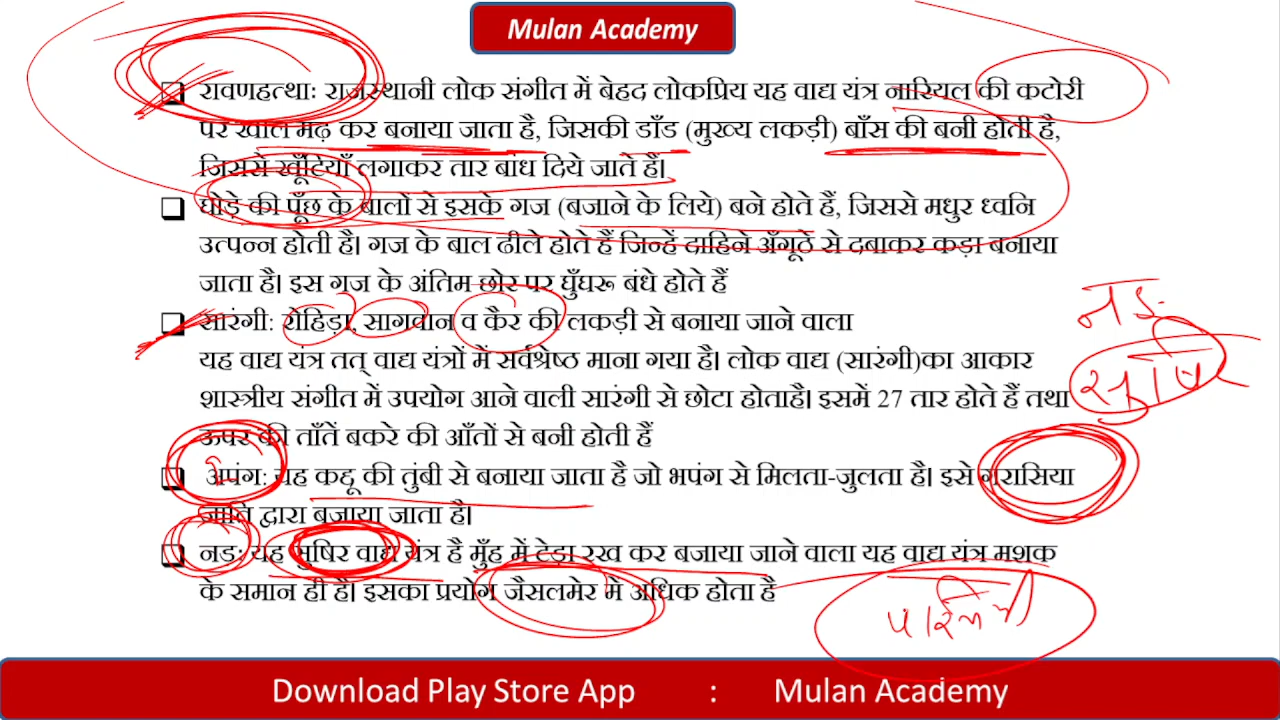 Mulan Academy
रावणहत्थाः राजस्थानी लोक संगीत में बेहद लोकप्रिय यह वाद्य यंत्र नारियल की कटोरी
पर खाल मढ़ कर बनाया जाता है, जिसकी डाँड (मुख्य लकड़ी) बाँस की बनी होती है,
जिससे खूँटियाँ लगाकर तार बांध दिये जाते है।
घोड़े की पूँछ के बालों से इसके गज (बजाने के लिये) बने होते हैं, जिससे मधुर ध्वनि
उत्पन्न होती है। गज के बाल ढीले होते हैं जिन्हें दाहिने अँगूठे से दबाकर कड़ा बनाया
जाता है। इस गज के अंतिम छोर पर घुँघरू बंधे होते हैं
सारंगी: रोहिड़ा, सागवान व कैर की लकड़ी से बनाया जाने वाला
यह वाद्य यंत्र तत् वाद्य यंत्रों में सर्वश्रेष्ठ माना गया है। लोक वाद्य (सारंगी)का आकार
शास्त्रीय संगीत में उपयोग आने वाली सारंगी से छोटा होताहै। इसमें 27 तार होते हैं तथा
ऊपर की ताँतें बकरे की आँतों से बनी होती हैं
अपंग: यह कद्दू की तुंबी से बनाया जाता है जो भपंग से मिलता-जुलता है। इसे गरासिया
जाति द्वारा बजाया जाता है।
नड: यह सुषिर वाद्य यंत्र है मुँह में टेड़ा रख कर बजाया जाने वाला यह वाद्य यंत्र मशक
के समान ही है। इसका प्रयोग जैसलमेर में अधिक होता है
नड
Download Play Store App : Mulan Academy